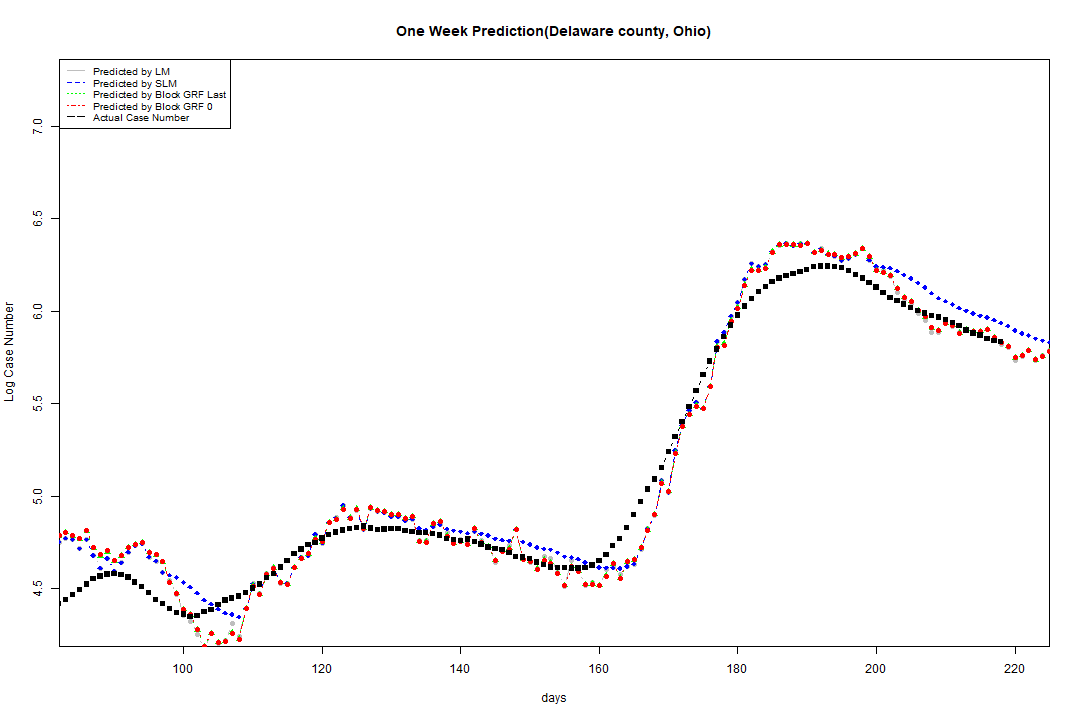 One Week Prediction(Delaware county, Ohio)
Predicted by LM
Predicted by SLM
Predicted by Block GRF Last
Predicted by Block GRF 0
Actual Case Number
Log Case Number
7.0
6.5
6.0
5.5
5.0
4.5
100 120 140 160 180 200 220
days